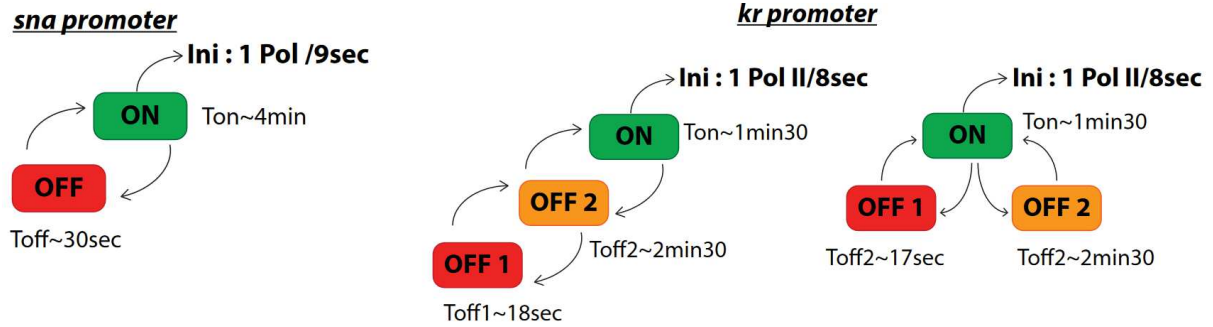 sna promoter
Ini : 1 Pol /9sec
ON
Ton~4min
OFF
Toff~30sec
kr promoter
Ini : 1 Pol II/8sec
ON
Ton~1min30
OFF 2
Toff2~2min30
OFF 1
Toff1~18sec
Ini : 1 Pol II/8sec
Ton~1min30
ON
OFF 1
OFF 2
Toff2~17sec
Toff2~2min30